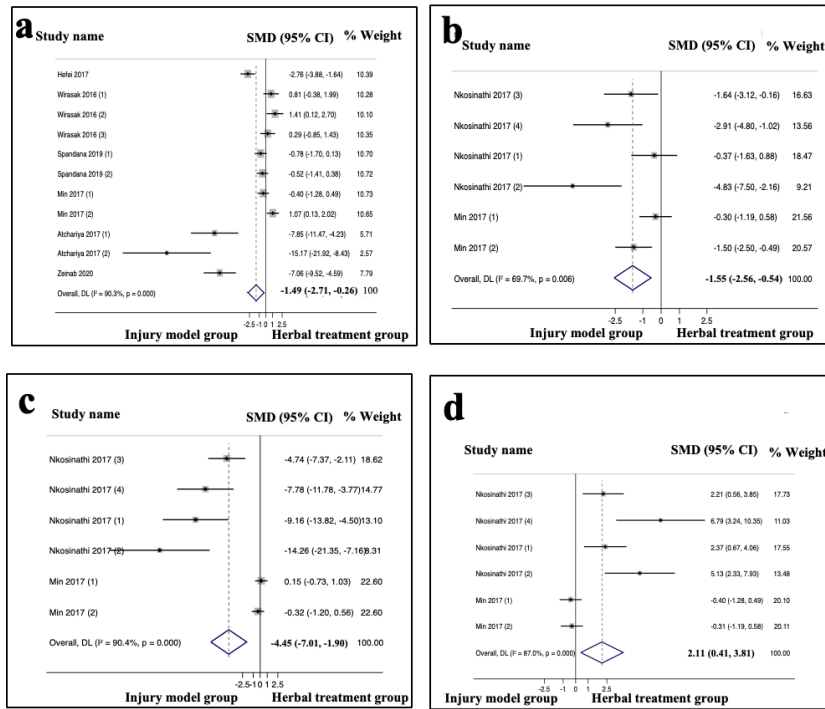 a
Study name SMD (95% CI) % Weight
Hefei 2017 -2.76 (-3.88, -1.64) 10.39
Wirasak 2016 (1) 0.81 (-0.38, 1.99) 10.28
Wirasak 2016 (2) 1.41 (0.12, 2.70) 10.10
Wirasak 2016 (3) 0.29 (-0.85, 1.43) 10.35
Spandana 2019 (1) -0.78 (-1.70, 0.13) 10.70
Spandana 2019 (2) -0.52 (-1.41, 0.38) 10.72
Min 2017 (1) -0.40 (-1.28, 0.49) 10.73
Min 2017 (2) 1.07 (0.13, 2.02) 10.65
Atchariya 2017 (1) -7.85 (-11.47, -4.23) 5.71
Atchariya 2017 (2) -15.17 (-21.92, -8.43) 2.57
Zeinab 2020 -7.06 (-9.52, -4.59) 7.79
Overall, DL (I² = 90.3%, p = 0.000) -1.49 (-2.71, -0.26) 100
-2.5 -1 0 1 2.5
Injury model group Herbal treatment group
b
Study name SMD (95% CI) % Weight
Nkosinathi 2017 (3) -1.64 (-3.12, -0.16) 16.63
Nkosinathi 2017 (4) -2.91 (-4.80, -1.02) 13.56
Nkosinathi 2017 (1) -0.37 (-1.63, 0.88) 18.47
Nkosinathi 2017 (2) -4.83 (-7.50, -2.16) 9.21
Min 2017 (1) -0.30 (-1.19, 0.58) 21.56
Min 2017 (2) -1.50 (-2.50, -0.49) 20.57
Overall, DL (I² = 69.7%, p = 0.006) -1.55 (-2.56, -0.54) 100.00
-2.5 -1 0 1 2.5
Injury model group Herbal treatment group
c
Study name SMD (95% CI) % Weight
Nkosinathi 2017 (3) -4.74 (-7.37, -2.11) 18.62
Nkosinathi 2017 (4) -7.78 (-11.78, -3.77) 14.77
Nkosinathi 2017 (1) -9.16 (-13.82, -4.50) 13.10
Nkosinathi 2017 (2) -14.26 (-21.35, -7.16) 8.31
Min 2017 (1) 0.15 (-0.73, 1.03) 22.60
Min 2017 (2) -0.32 (-1.20, 0.56) 22.60
Overall, DL (I² = 90.4%, p = 0.000) -4.45 (-7.01, -1.90) 100.00
-2.5 -1 0 1 2.5
Injury model group Herbal treatment group
d
Study name SMD (95% CI) % Weight
Nkosinathi 2017 (3) 2.21 (0.56, 3.85) 17.73
Nkosinathi 2017 (4) 6.79 (3.24, 10.35) 11.03
Nkosinathi 2017 (1) 2.37 (0.67, 4.06) 17.55
Nkosinathi 2017 (2) 5.13 (2.33, 7.93) 13.48
Min 2017 (1) -0.40 (-1.28, 0.49) 20.10
Min 2017 (2) -0.31 (-1.19, 0.58) 20.11
Overall, DL (I² = 87.0%, p = 0.000) 2.11 (0.41, 3.81) 100.00
-2.5 -1 0 1 2.5
Injury model group Herbal treatment group